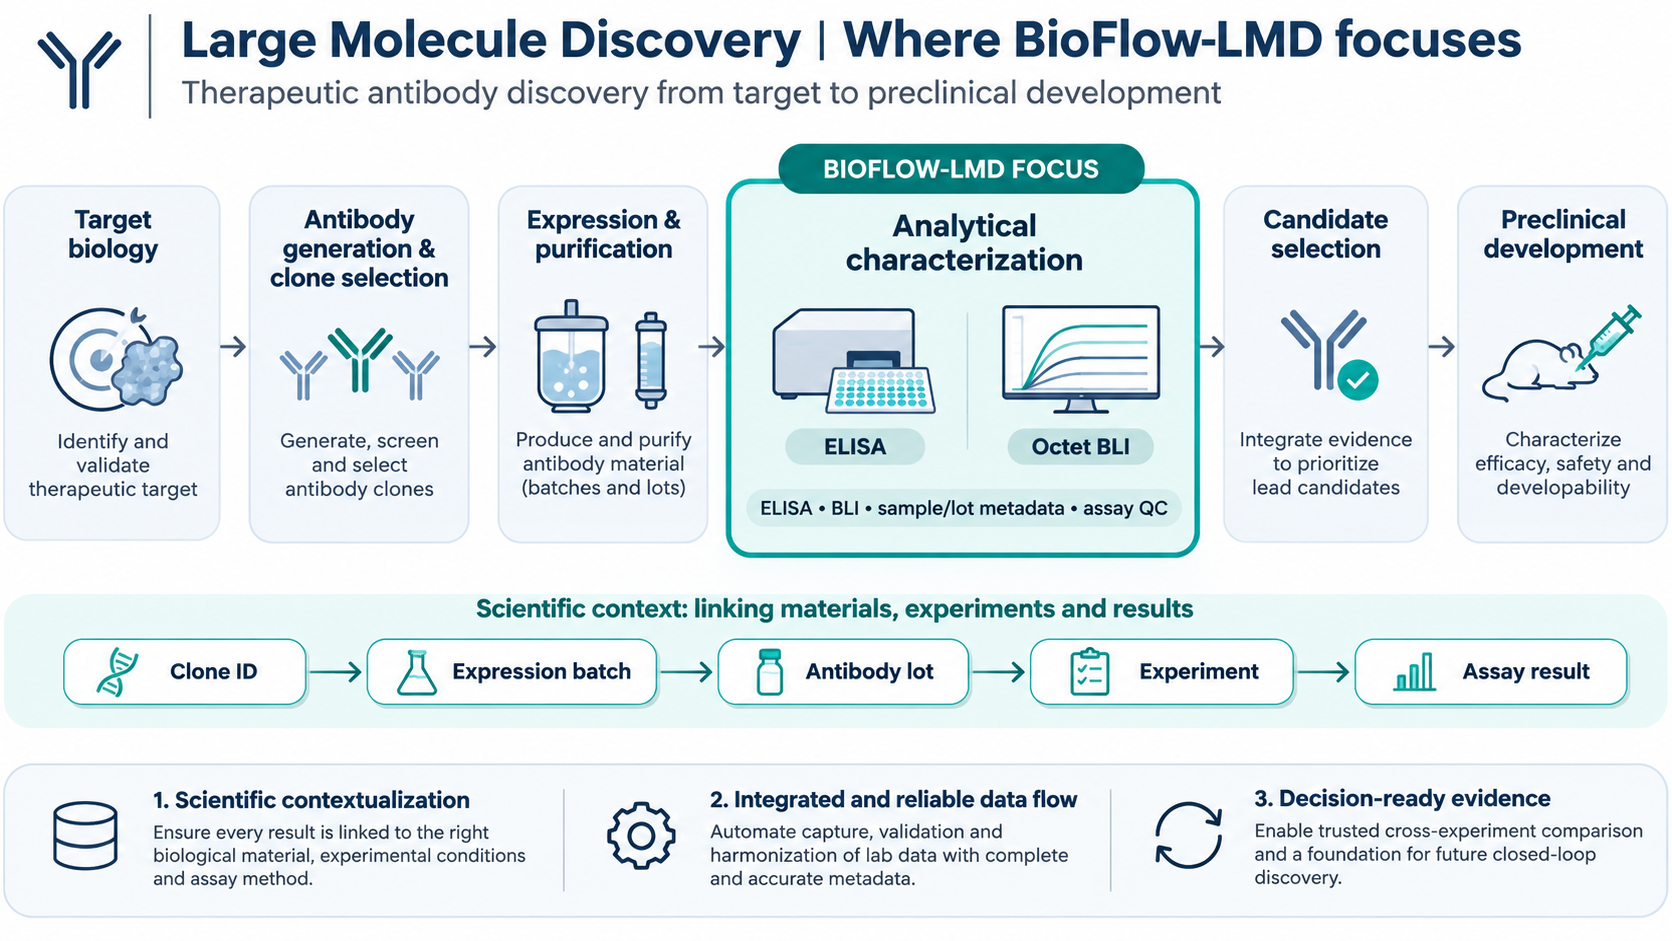 Large Molecule Discovery | Where BioFlow-LMD focuses
Therapeutic antibody discovery from target to preclinical development
Target
biology
Identify and
validate
therapeutic target
Antibody
generation &
clone selection
Generate, screen
and select
antibody clones
Expression &
purification
Produce and purify
antibody material
(batches and lots)
BIOFLOW-LMD FOCUS
Analytical
characterization
ELISA
Octet BLI
ELISA • BLI • sample/lot metadata • assay QC
Candidate
selection
Integrate evidence
to prioritize
lead candidates
Preclinical
development
Characterize
efficacy, safety and
developability
Scientific context: linking materials, experiments and results
Clone ID
Expression batch
Antibody lot
Experiment
Assay result
1. Scientific contextualization
Ensure every result is linked to the right
biological material, experimental conditions
and assay method.
2. Integrated and reliable data flow
Automate capture, validation and
harmonization of lab data with complete
and accurate metadata.
3. Decision-ready evidence
Enable trusted cross-experiment comparison
and a foundation for future closed-loop
discovery.